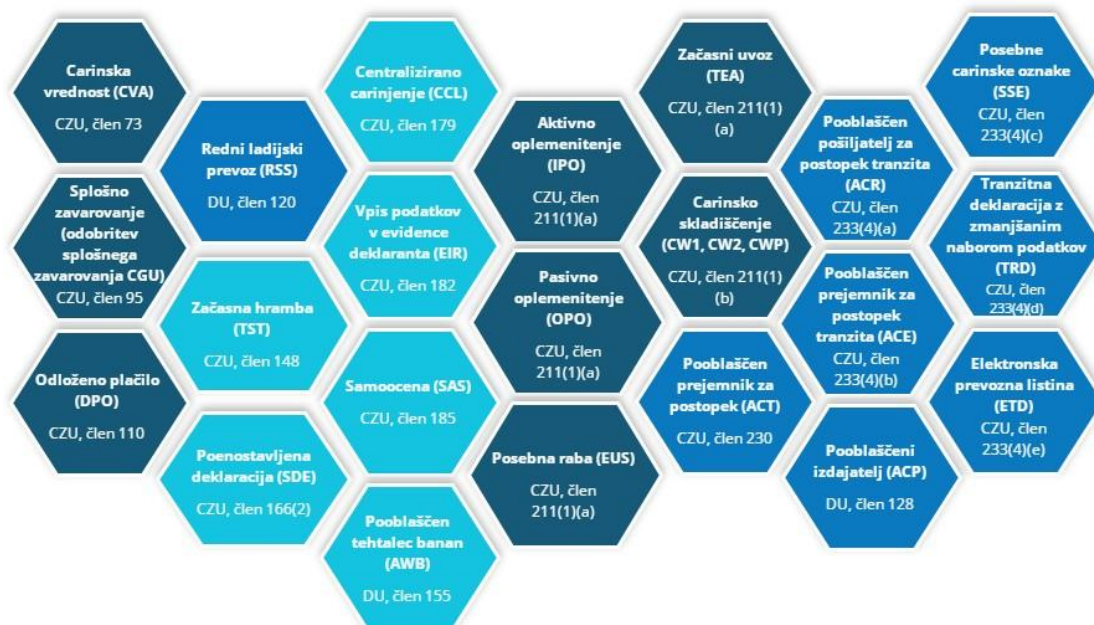 Carinska
vrednost (CVA)
CZU, člen 73
Splošno
zavarovanje
(odobritev
splošnega
zavarovanja CGU)
CZU, člen 95
Odloženo plačilo
(DPO)
CZU, člen 110
Redni ladijski
prevoz (RSS)
DU, člen 120
Začasna hramba
(TST)
CZU, člen 148
Poenostavljena
deklaracija (SDE)
CZU, člen 166(2)
Centralizirano
carinjenje (CCL)
CZU, člen 179
Vpis podatkov
v evidence
deklaranta (EIR)
CZU, člen 182
Samoocena (SAS)
CZU, člen 185
Pooblaščen
tehtalec banan
(AWB)
DU, člen 155
Aktivno
oplemenitenje
(IPO)
CZU, člen
211(1)(a)
Pasivno
oplemenitenje
(OPO)
CZU, člen
211(1)(a)
Posebna raba (EUS)
CZU, člen
211(1)(a)
Začasni uvoz
(TEA)
CZU, člen 211(1)
(a)
Carinsko
skladiščenje
(CW1, CW2, CWP)
CZU, člen 211(1)
(b)
Pooblaščen
prejemnik za
postopek (ACT)
CZU, člen 230
Pooblaščen
pošiljatelj za
postopek tranzita
(ACR)
CZU, člen
233(4)(a)
Pooblaščen
prejemnik za
postopek
tranzita (ACE)
CZU, člen
233(4)(b)
Pooblaščeni
izdajatelj (ACP)
DU, člen 128
Posebne
carinske oznake
(SSE)
CZU, člen
233(4)(c)
Tranzitna
deklaracija z
zmanjšanim
naborom podatkov
(TRD)
CZU, člen
233(4)(d)
Elektronska
prevozna listina
(ETD)
CZU, člen
233(4)(e)